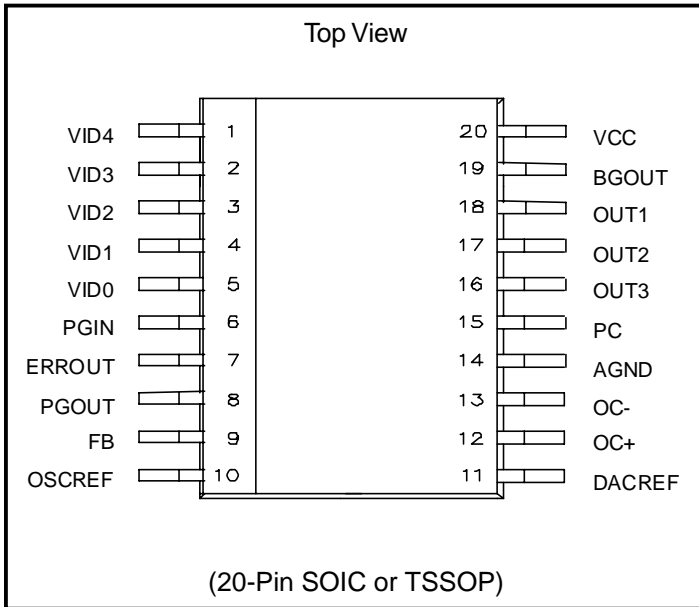 Top View
VID4 1 20 VCC
VID3 2 19 BGOUT
VID2 3 18 OUT1
VID1 4 17 OUT2
VID0 5 16 OUT3
PGIN 6 15 PC
ERROUT 7 14 AGND
PGOUT 8 13 OC-
FB 9 12 OC+
OSCREF 10 11 DACREF
(20-Pin SOIC or TSSOP)